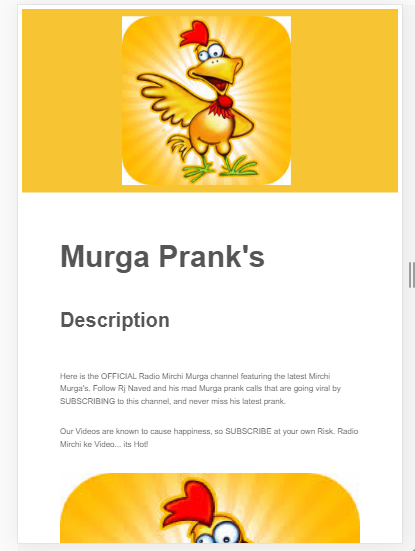 Murga Prank's
Description
Here is the OFFICIAL Radio Mirchi Murga channel featuring the latest Mirchi
Murga's. Follow Rj Naved and his mad Murga prank calls that are going viral by
SUBSCRIBING to this channel, and never miss his latest prank.
Our Videos are known to cause happiness, so SUBSCRIBE at your own Risk. Radio
Mirchi ke Video... its Hot!